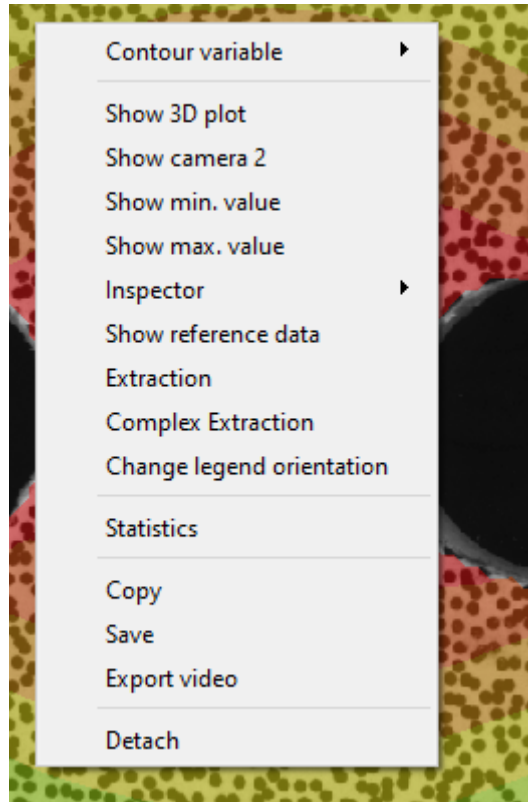 Contour variable
Show 3D plot
Show camera 2
Show min. value
Show max. value
Inspector
Show reference data
Extraction
Complex Extraction
Change legend orientation
Statistics
Copy
Save
Export video
Detach